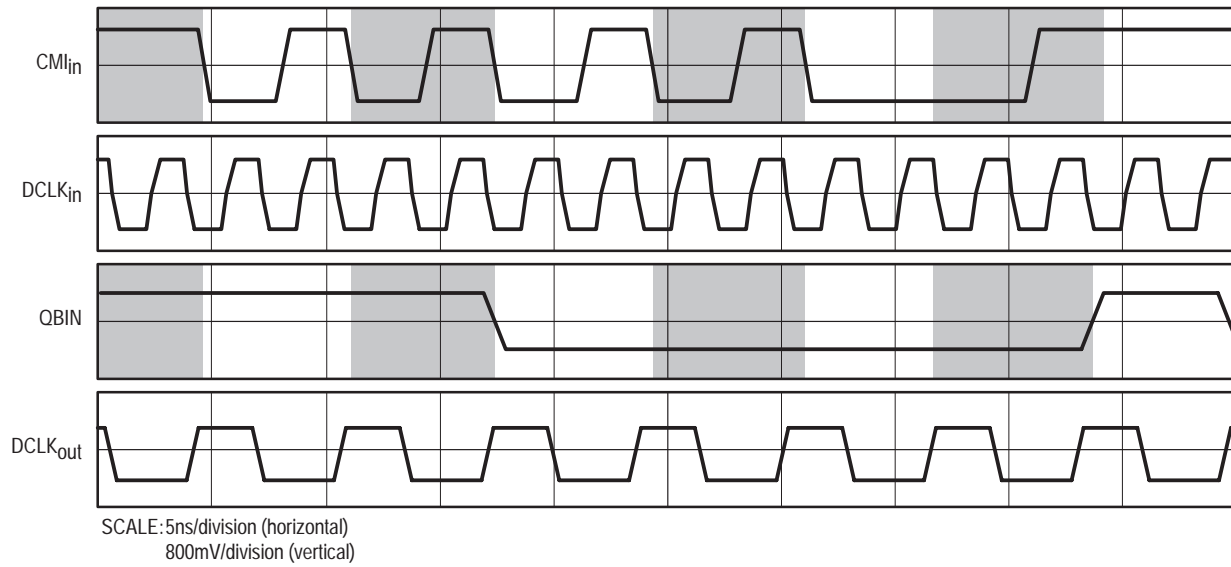 CMIin
DCLKin
QBIN
DCLKout
SCALE: 5ns/division (horizontal)
800mV/division (vertical)